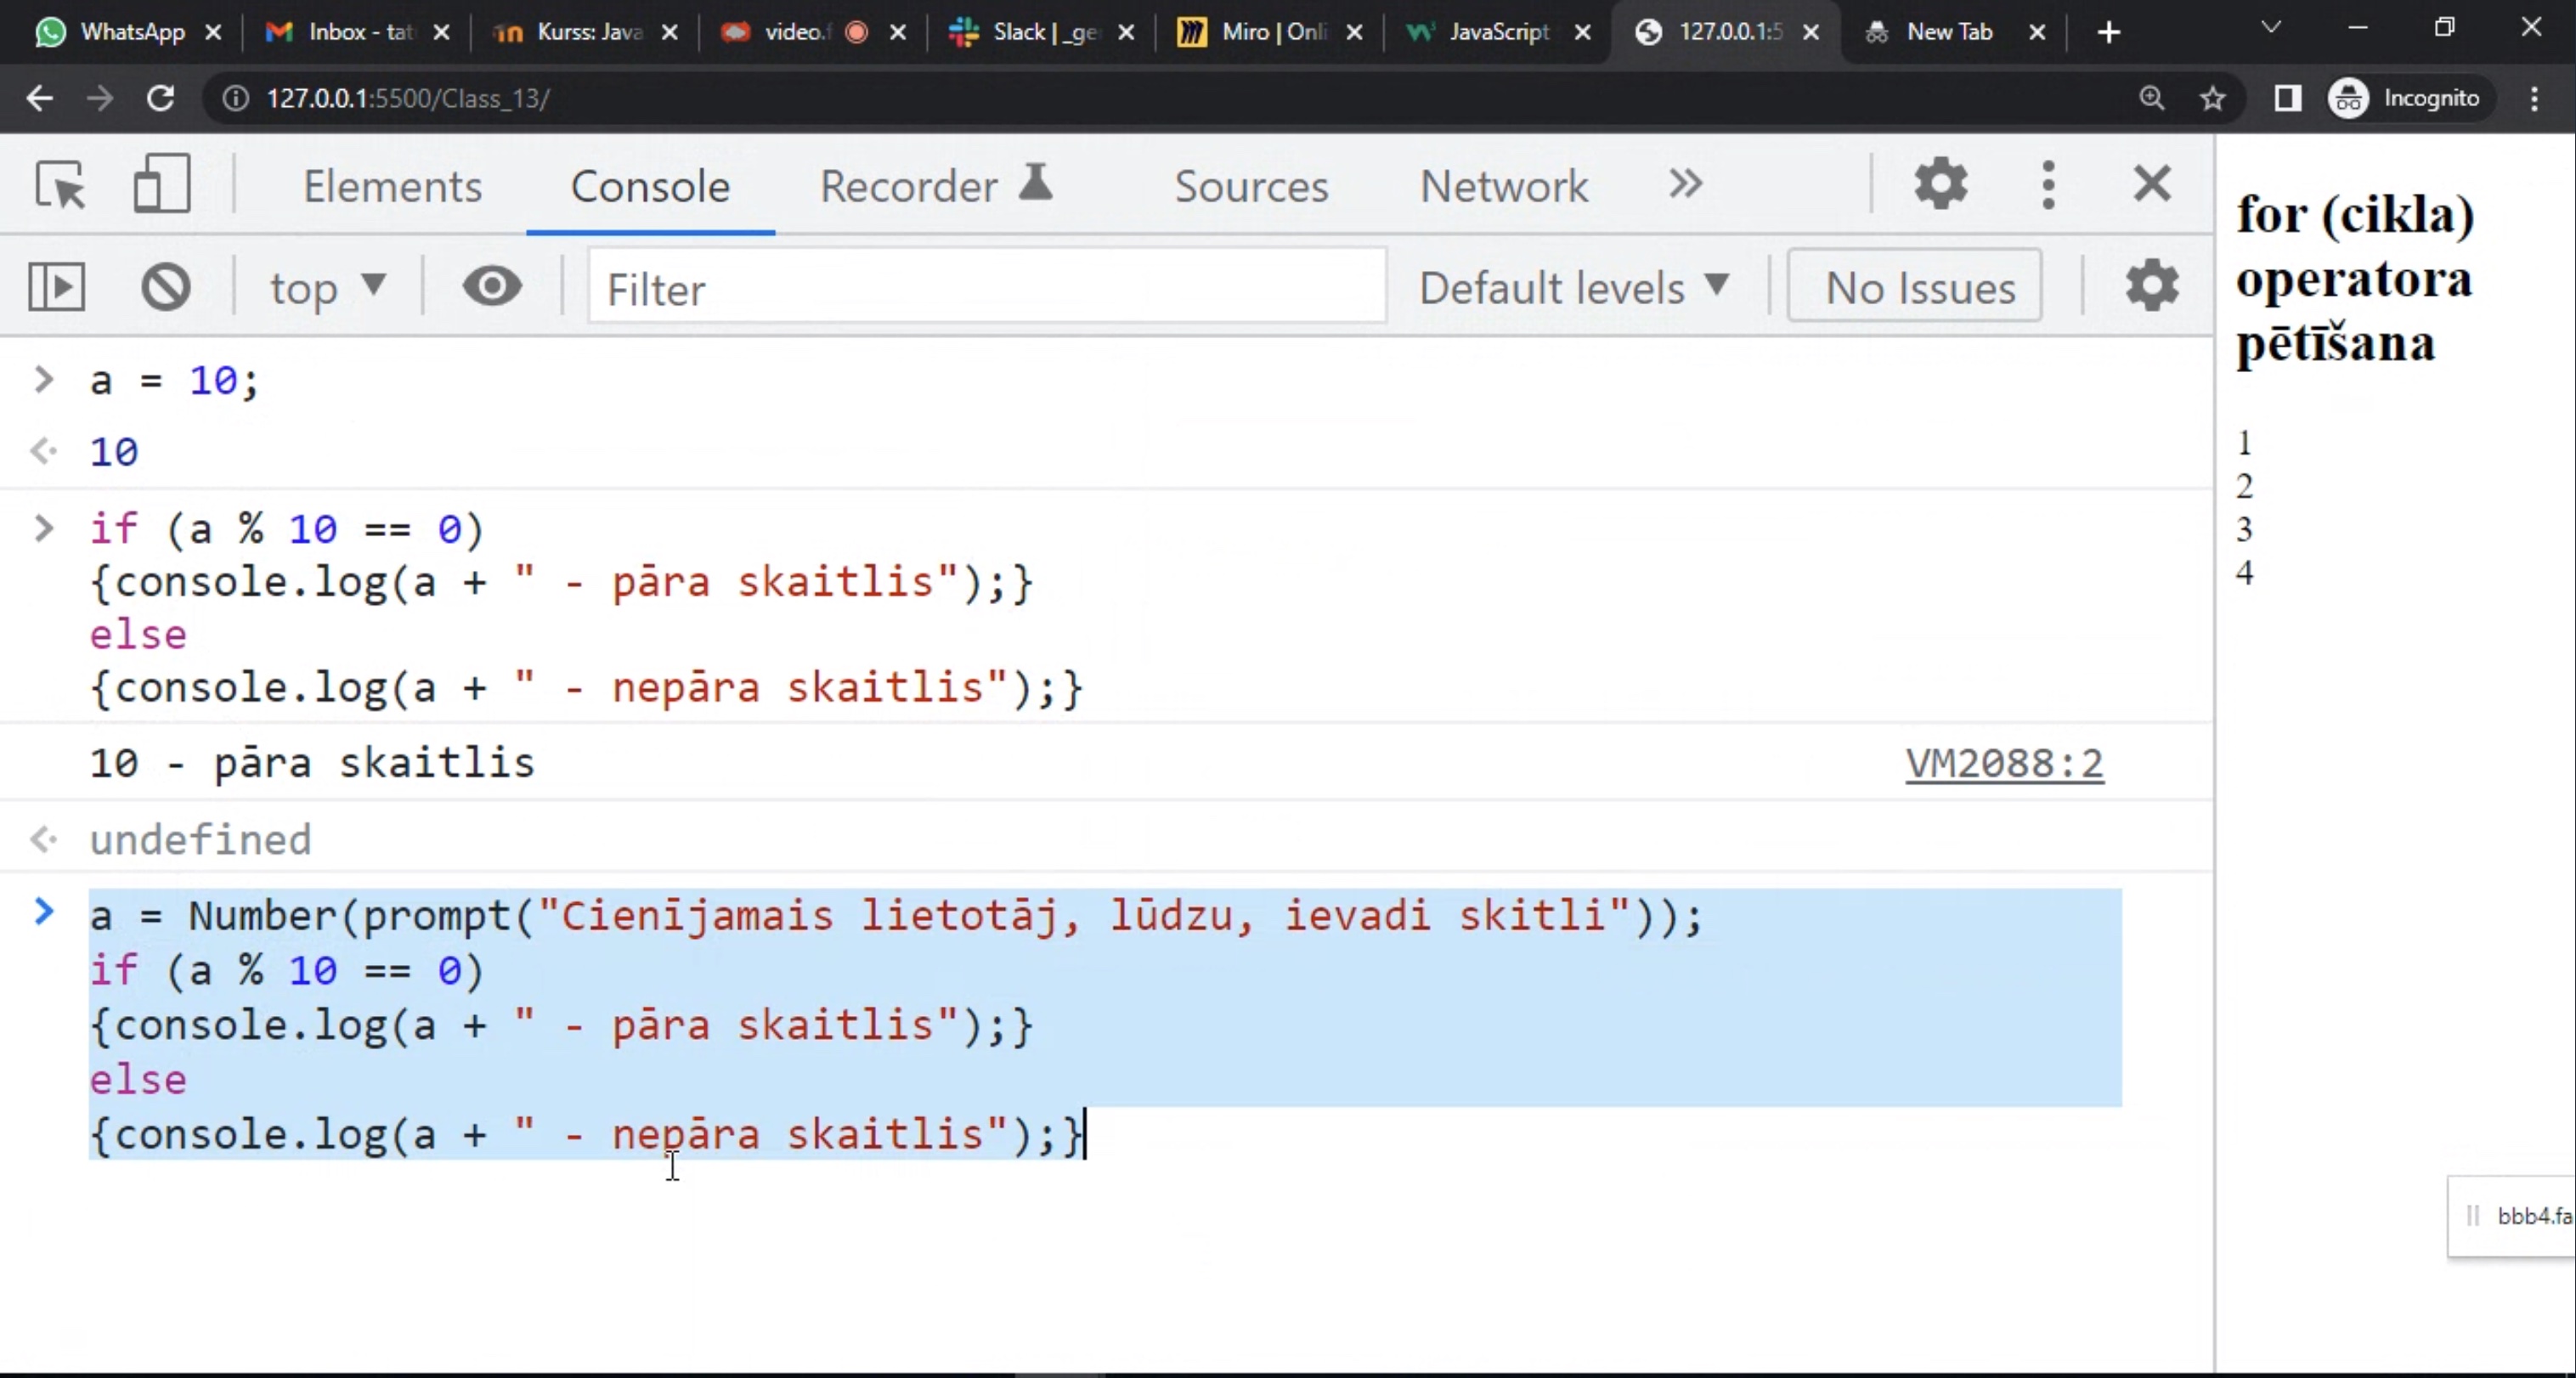 WhatsApp
Inbox - tat
Kurss: Java
video.f
Slack | _ge
Miro | Onli
JavaScript
127.0.0.1:5
New Tab
127.0.0.1:5500/Class_13/
Incognito
Elements
Console
Recorder
Sources
Network
top
Filter
Default levels
No Issues
a = 10;
10
if (a % 10 == 0)
{console.log(a + " - pāra skaitlis");}
else
{console.log(a + " - nepāra skaitlis");}
10 - pāra skaitlis
VM2088:2
undefined
a = Number(prompt("Cienījamais lietotāj, lūdzu, ievadi skitli"));
if (a % 10 == 0)
{console.log(a + " - pāra skaitlis");}
else
{console.log(a + " - nepāra skaitlis");}
for (cikla)
operatora
pētīšana
1
2
3
4
bbb4.fa